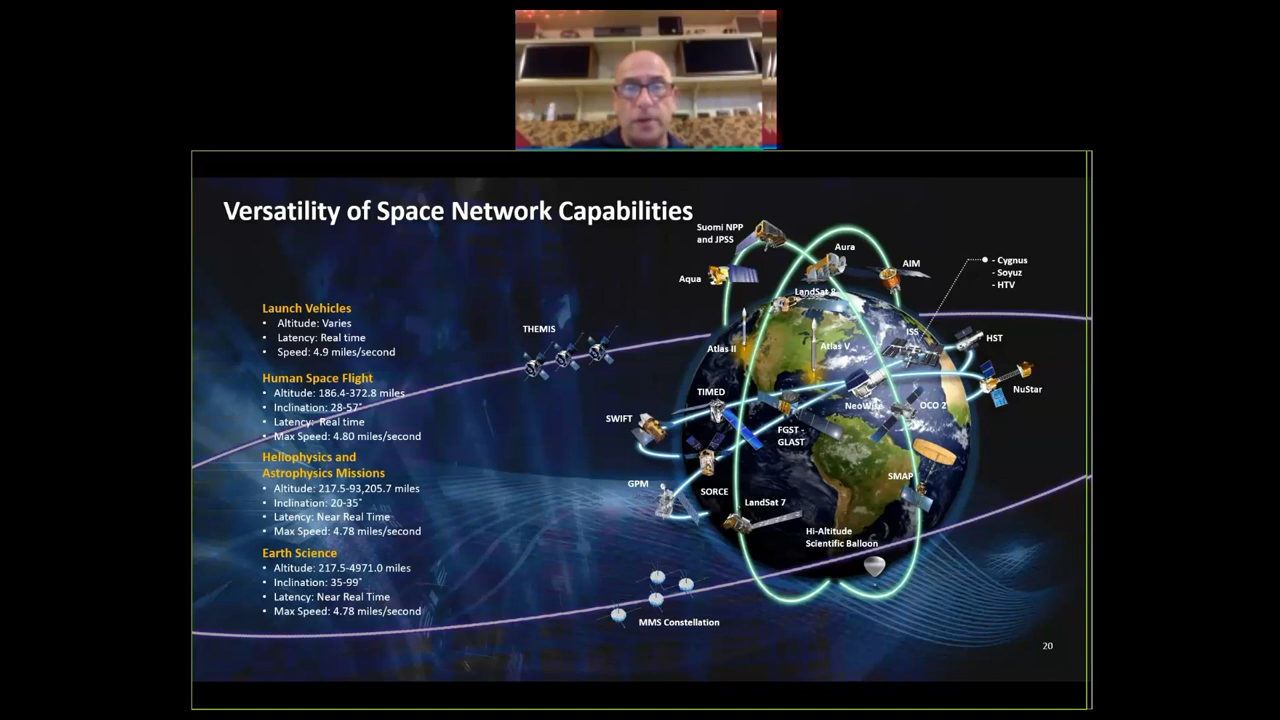 Versatility of Space Network Capabilities
Launch Vehicles
• Altitude: Varies
• Latency: Real time
• Speed: 4.9 miles/second
Human Space Flight
• Altitude: 186.4-372.8 miles
• Inclination: 28-57˚
• Latency: Real time
• Max Speed: 4.80 miles/second
Heliophysics and
Astrophysics Missions
• Altitude: 217.5-93,205.7 miles
• Inclination: 20-35˚
• Latency: Near Real Time
• Max Speed: 4.78 miles/second
Earth Science
• Altitude: 217.5-4971.0 miles
• Inclination: 35-99˚
• Latency: Near Real Time
• Max Speed: 4.78 miles/second
Suomi NPP
and JPSS
Aura
AIM
Aqua
LandSat 8
- Cygnus
- Soyuz
- HTV
THEMIS
Atlas II
Atlas V
ISS
HST
NuStar
TIMED
NeoWise
OCO 2
SWIFT
FGST -
GLAST
SMAP
GPM
SORCE
LandSat 7
Hi-Altitude
Scientific Balloon
MMS Constellation
20